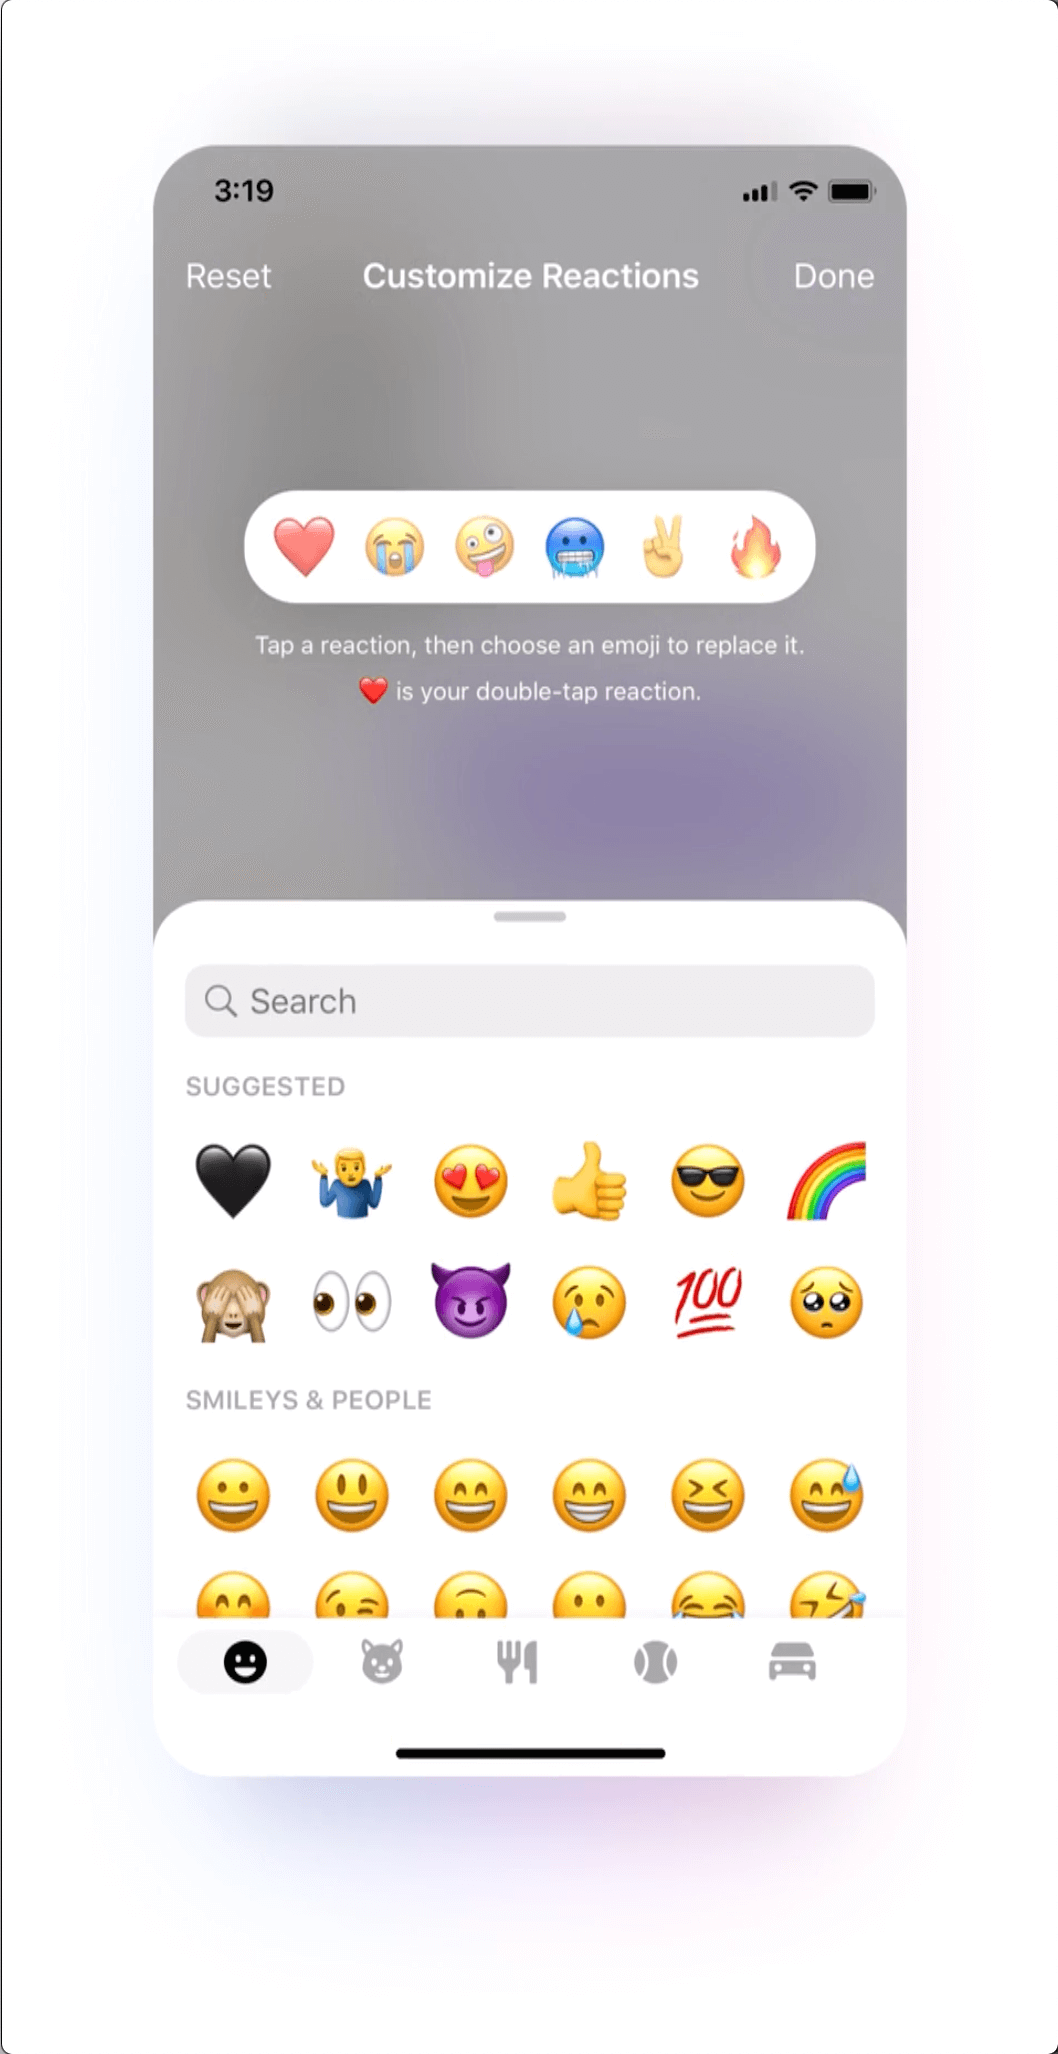 3:19
Reset Customize Reactions Done
Tap a reaction, then choose an emoji to replace it.
❤️ is your double-tap reaction.
Search
SUGGESTED
SMILEYS & PEOPLE